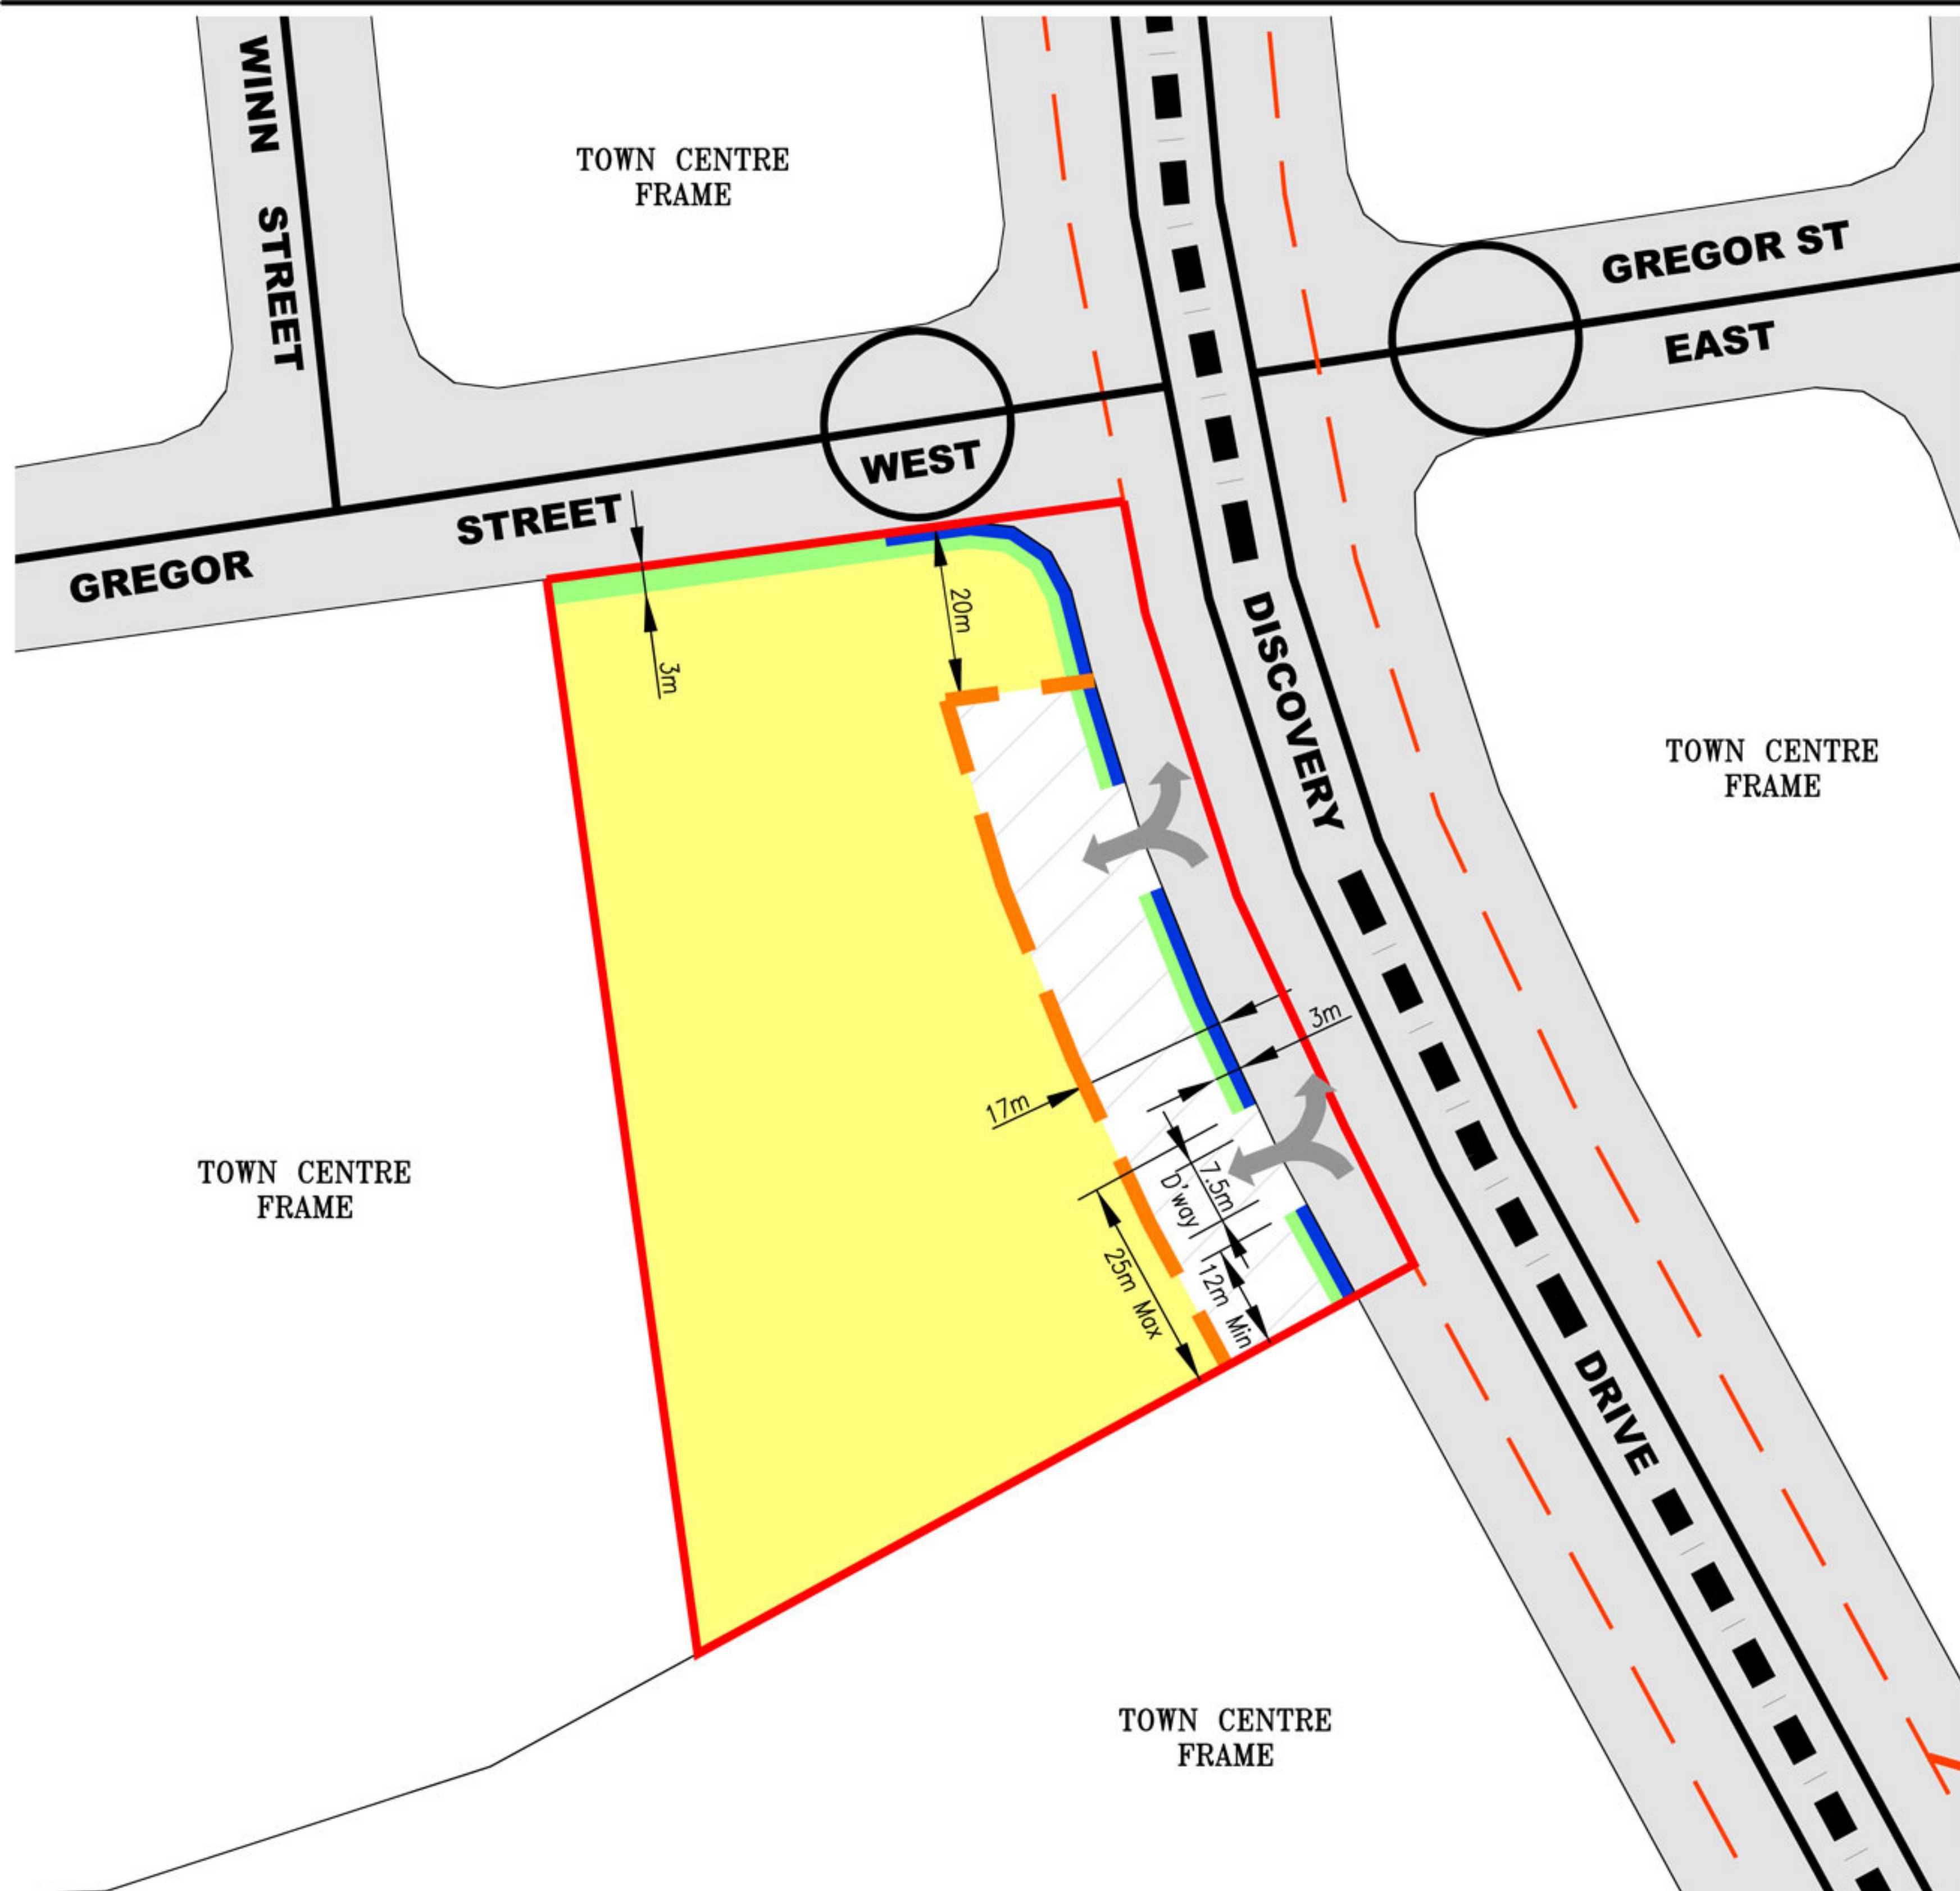 WINN STREET
TOWN CENTRE
FRAME
GREGOR ST
EAST
WEST
STREET
GREGOR
20m
3m
DISCOVERY
TOWN CENTRE
FRAME
3m
17m
TOWN CENTRE
FRAME
7.5m
D'way
25m Max
12m Min
DRIVE
TOWN CENTRE
FRAME